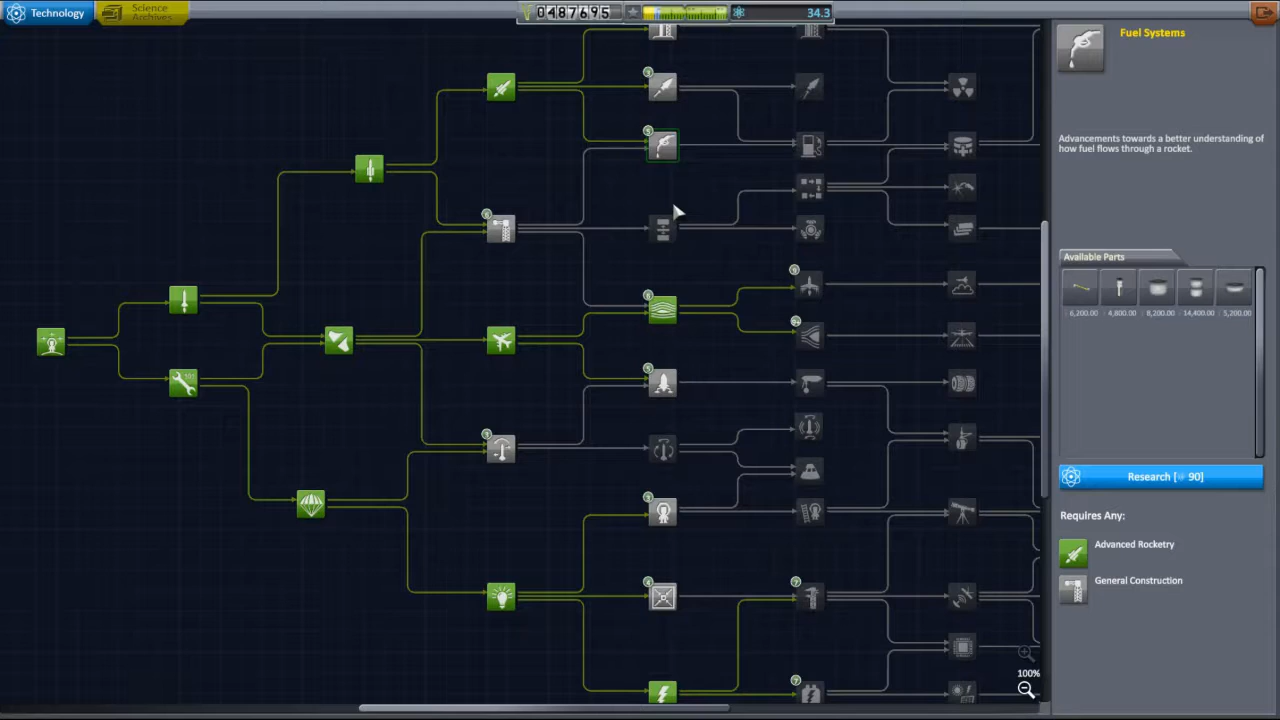 Technology
Science
Archives
0487695
34.3
Fuel Systems
Advancements towards a better understanding of
how fuel flows through a rocket.
Available Parts
6,200.00 4,800.00 8,200.00 14,400.00 5,200.00
Research [ 90]
Requires Any:
Advanced Rocketry
General Construction
100%